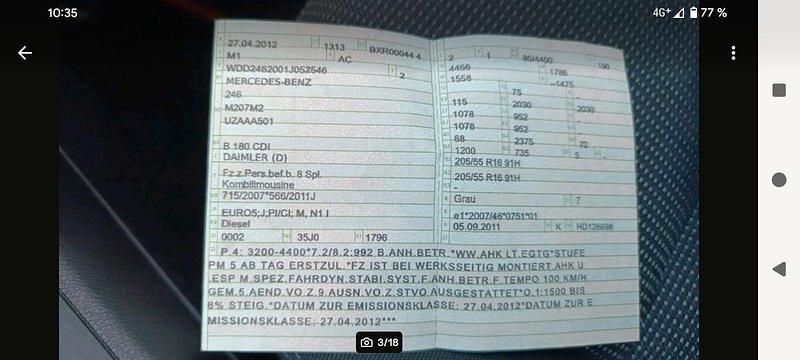 10:35
4G+ 77 %
27.04.2012 1313 BXR00044 4
M1 AC
WDD2462001J052546 2
MERCEDES-BENZ
246
M207M2
UZAAA501
B 180 CDI
DAIMLER (D)
Fz.z.Pers.bef.b. 8 Spl.
Kombilimousine
715/2007*566/2011J
EURO5;J;PI/CI; M, N1 I
Diesel
0002 35J0 1796
2 1 80/4400 190
4466 1786
1558 -1475
75 -
115 2030 2030
1078 952 -
1078 952 -
68 2375 72
1200 735 5 -
205/55 R16 91H
205/55 R16 91H
-
Grau 7
e1*2007/46*0751*01
05.09.2011 K HD126698
P.4: 3200-4400*7.2/8.2:992 B.ANH.BETR.*WW.AHK LT.EGTG*STUFE
PM 5 AB TAG ERSTZUL.*FZ IST BEI WERKSSEITIG MONTIERT.AHK U
.ESP M.SPEZ.FAHRDYN.STABI.SYST.F.ANH.BETR.F.TEMPO 100 KM/H
GEM.5.AEND.VO.Z.9.AUSN.VO.Z.STVO AUSGESTATTET*O.1:1500 BIS
8% STEIG.*DATUM ZUR EMISSIONSKLASSE: 27.04.2012*DATUM ZUR E
MISSIONSKLASSE: 27.04.2012***
3/18